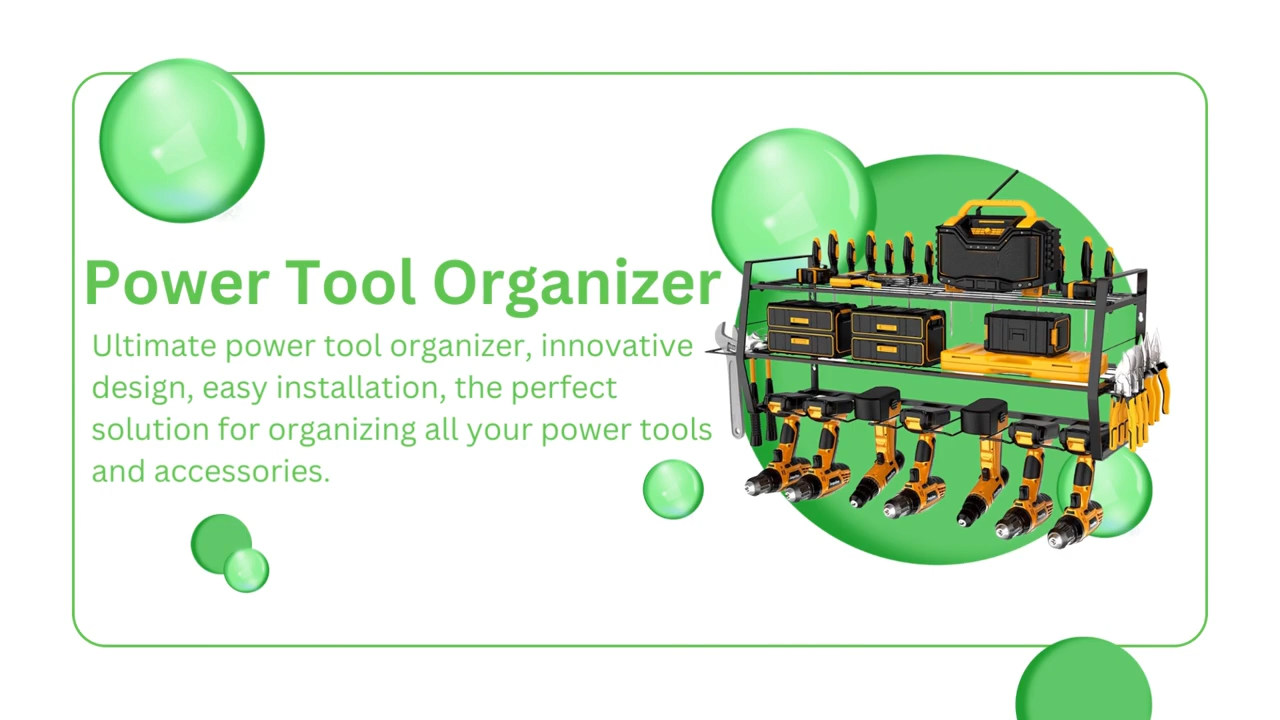 Power Tool Organizer
Ultimate power tool organizer, innovative
design, easy installation, the perfect
solution for organizing all your power tools
and accessories.